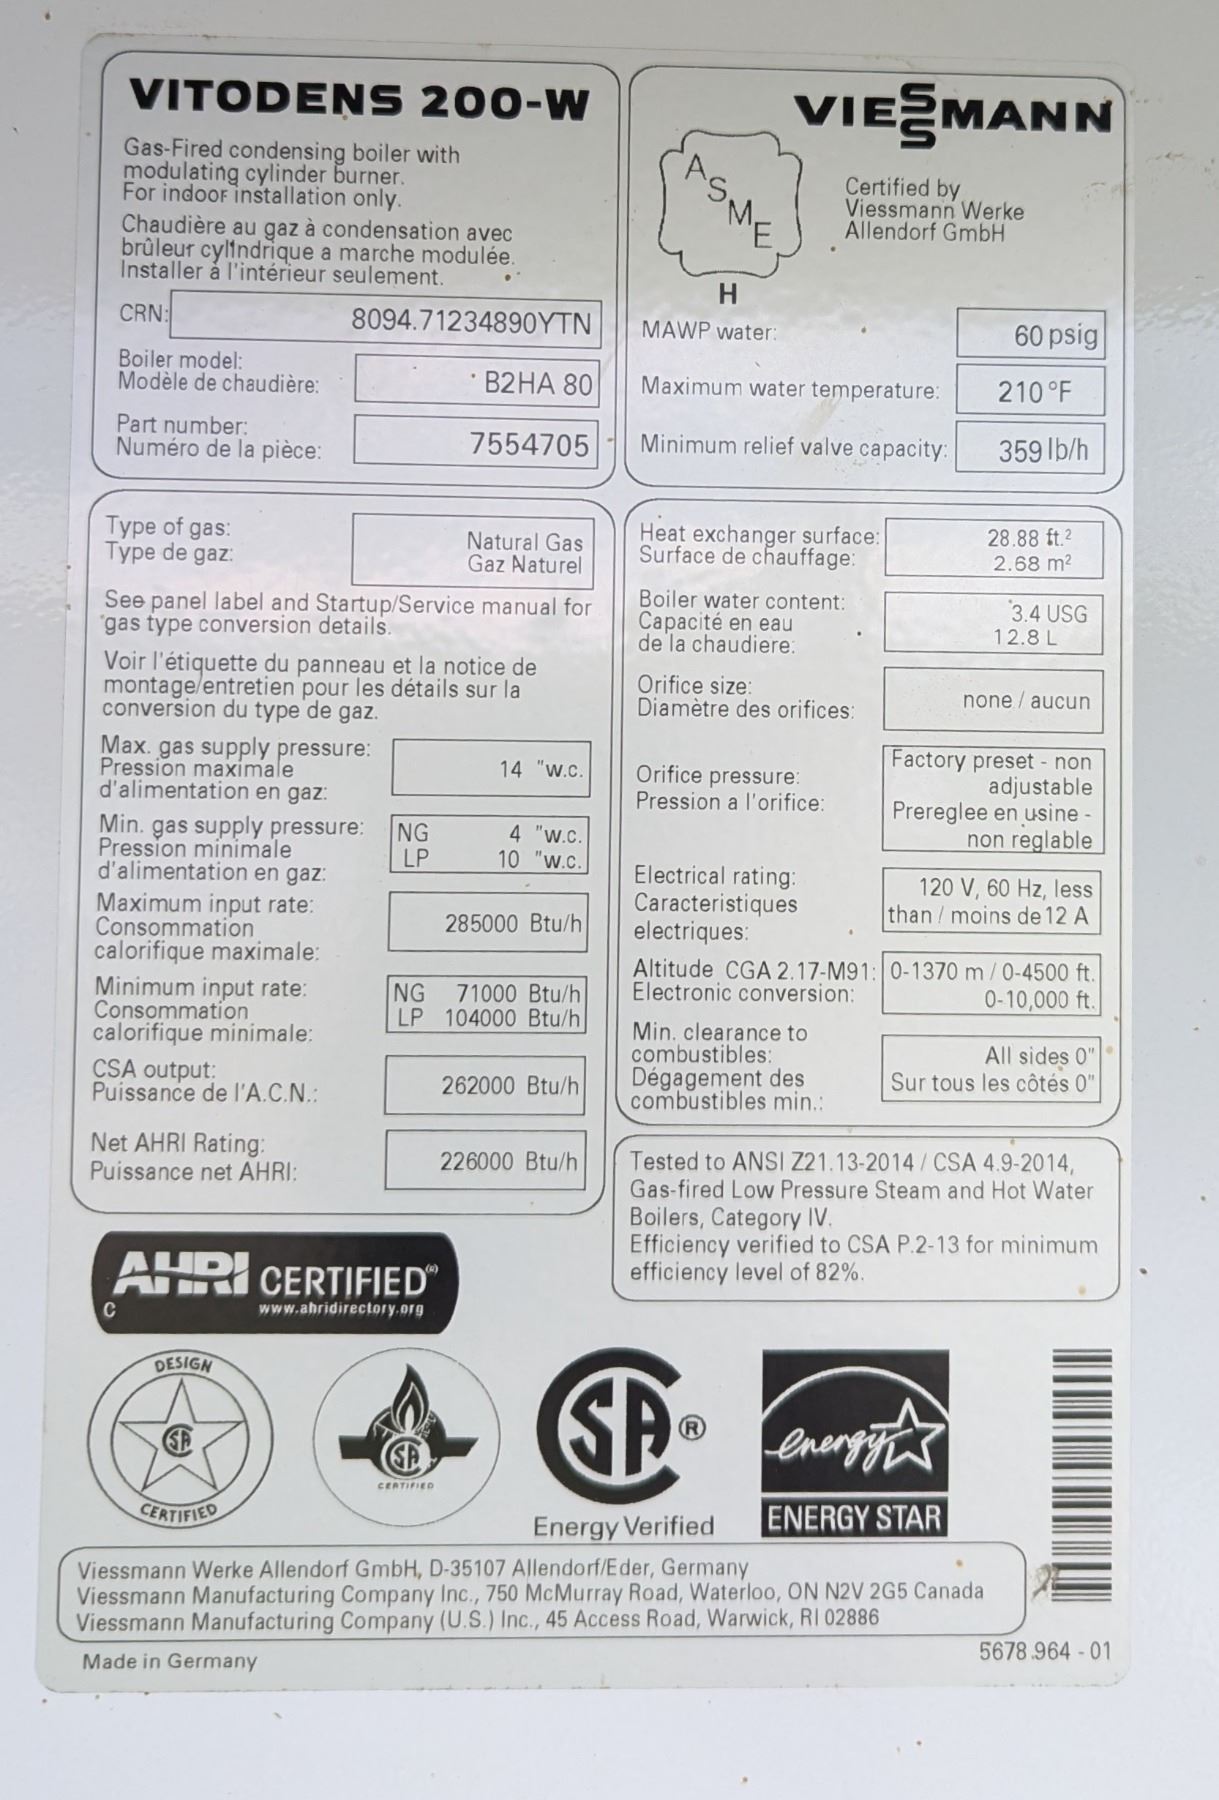 VITODENS 200-W
Gas-Fired condensing boiler with
modulating cylinder burner.
For indoor installation only.
Chaudière au gaz à condensation avec
brûleur cylindrique a marche modulée.
Installer à l'intérieur seulement.
CRN: 8094.71234890YTN
Boiler model:
Modèle de chaudière: B2HA 80
Part number:
Numéro de la pièce: 7554705
VIESSMANN
ASME
H
Certified by
Viessmann Werke
Allendorf GmbH
MAWP water: 60 psig
Maximum water temperature: 210 °F
Minimum relief valve capacity: 359 lb/h
Type of gas: Natural Gas
Type de gaz: Gaz Naturel
See panel label and Startup/Service manual for
gas type conversion details.
Voir l'étiquette du panneau et la notice de
montage/entretien pour les détails sur la
conversion du type de gaz.
Max. gas supply pressure:
Pression maximale 14 "w.c.
d'alimentation en gaz:
Min. gas supply pressure: NG 4 "w.c.
Pression minimale LP 10 "w.c.
d'alimentation en gaz:
Maximum input rate:
Consommation 285000 Btu/h
calorifique maximale:
Minimum input rate: NG 71000 Btu/h
Consommation LP 104000 Btu/h
calorifique minimale:
CSA output:
Puissance de l'A.C.N.: 262000 Btu/h
Net AHRI Rating:
Puissance net AHRI: 226000 Btu/h
Heat exchanger surface: 28.88 ft.²
Surface de chauffage: 2.68 m²
Boiler water content: 3.4 USG
Capacité en eau 12.8 L
de la chaudiere:
Orifice size: none / aucun
Diamètre des orifices:
Orifice pressure: Factory preset - non
adjustable
Pression a l'orifice: Prereglee en usine -
non reglable
Electrical rating: 120 V, 60 Hz, less
Caracteristiques than / moins de 12 A
electriques:
Altitude CGA 2.17-M91: 0-1370 m / 0-4500 ft.
Electronic conversion: 0-10,000 ft.
Min. clearance to
combustibles: All sides 0"
Dégagement des Sur tous les côtés 0"
combustibles min.:
Tested to ANSI Z21.13-2014 / CSA 4.9-2014,
Gas-fired Low Pressure Steam and Hot Water
Boilers, Category IV.
Efficiency verified to CSA P.2-13 for minimum
efficiency level of 82%.
AHRI CERTIFIED®
C www.ahridirectory.org
DESIGN
SA
CERTIFIED
SA
CERTIFIED
SA ®
Energy Verified
energy
ENERGY STAR
Viessmann Werke Allendorf GmbH, D-35107 Allendorf/Eder, Germany
Viessmann Manufacturing Company Inc., 750 McMurray Road, Waterloo, ON N2V 2G5 Canada
Viessmann Manufacturing Company (U.S.) Inc., 45 Access Road, Warwick, RI 02886
Made in Germany
5678.964 - 01